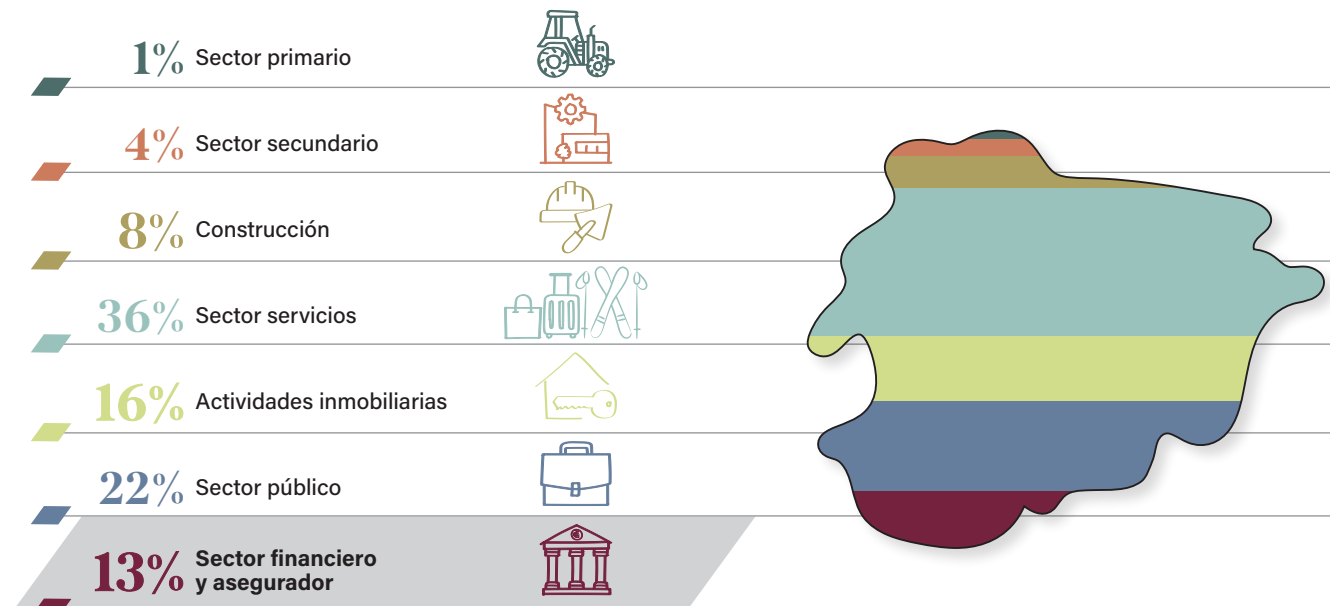 1% Sector primario
4% Sector secundario
8% Construcción
36% Sector servicios
16% Actividades inmobiliarias
22% Sector público
13% Sector financiero
y asegurador